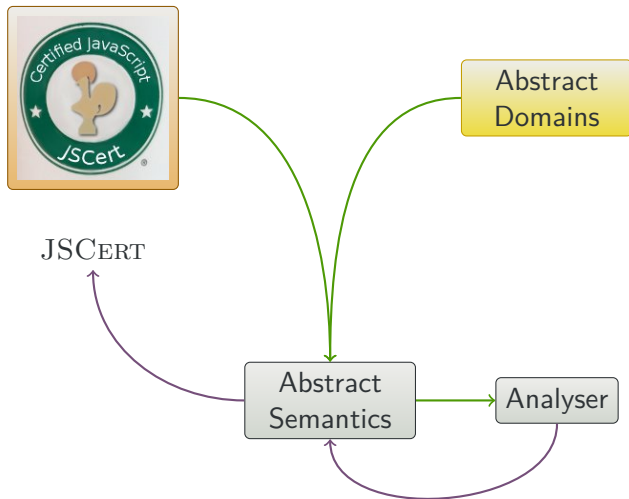 Certified JavaScript
JSCert
®
Abstract
Domains
JSCERT
Abstract
Semantics
Analyser